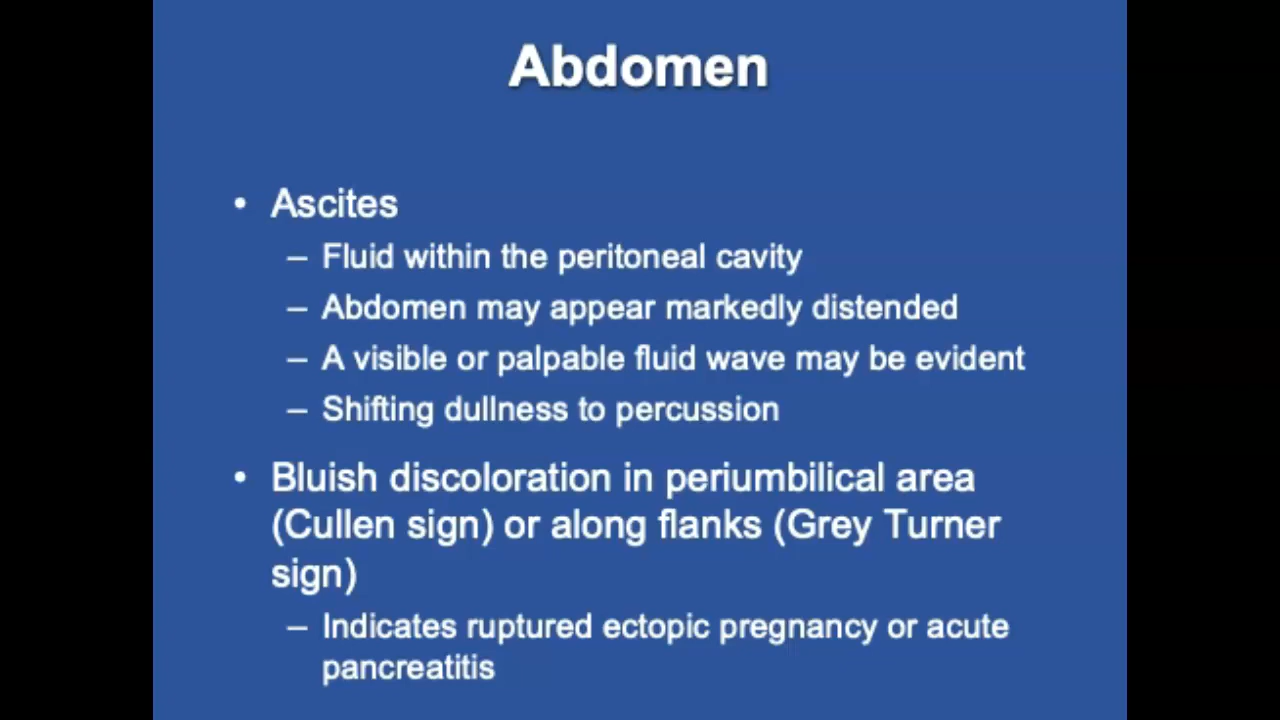 Abdomen
• Ascites
– Fluid within the peritoneal cavity
– Abdomen may appear markedly distended
– A visible or palpable fluid wave may be evident
– Shifting dullness to percussion
• Bluish discoloration in periumbilical area
(Cullen sign) or along flanks (Grey Turner
sign)
– Indicates ruptured ectopic pregnancy or acute
pancreatitis